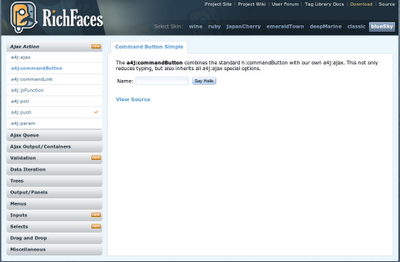 Project Site | Project Wiki | User Forum | Tag Library Docs | Download | Source
RichFaces
Select Skin: wine ruby japanCherry emeraldTown deepMarine classic blueSky
Ajax Action
a4j:ajax
a4j:commandButton
a4j:commandLink
a4j:jsFunction
a4j:poll
a4j:push
a4j:param
Ajax Queue
Ajax Output/Containers
Validation
Data Iteration
Trees
Output/Panels
Menus
Inputs
Selects
Drag and Drop
Miscellaneous
Command Button Simple
The a4j:commandButton combines the standard h:commandButton with our own a4j:ajax. This not only
reduces typing, but also inherits all a4j:ajax special options.
Name: Say Hello
View Source